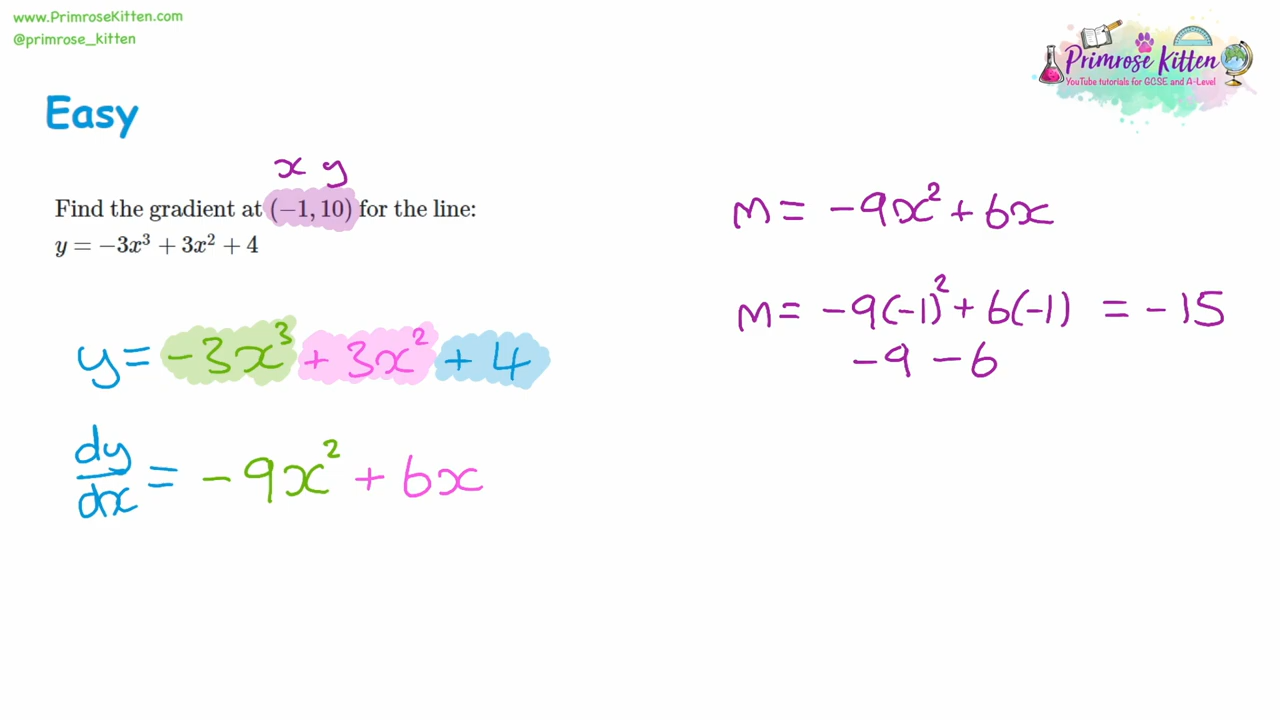 www.PrimroseKitten.com
@primrose_kitten
Primrose Kitten
YouTube tutorials for GCSE and A-Level
Easy
x y
Find the gradient at (−1, 10) for the line:
y = −3x³ + 3x² + 4
y = −3x³ + 3x² + 4
dy/dx = −9x² + 6x
m = −9x² + 6x
m = −9(−1)² + 6(−1) = −15
−9 − 6